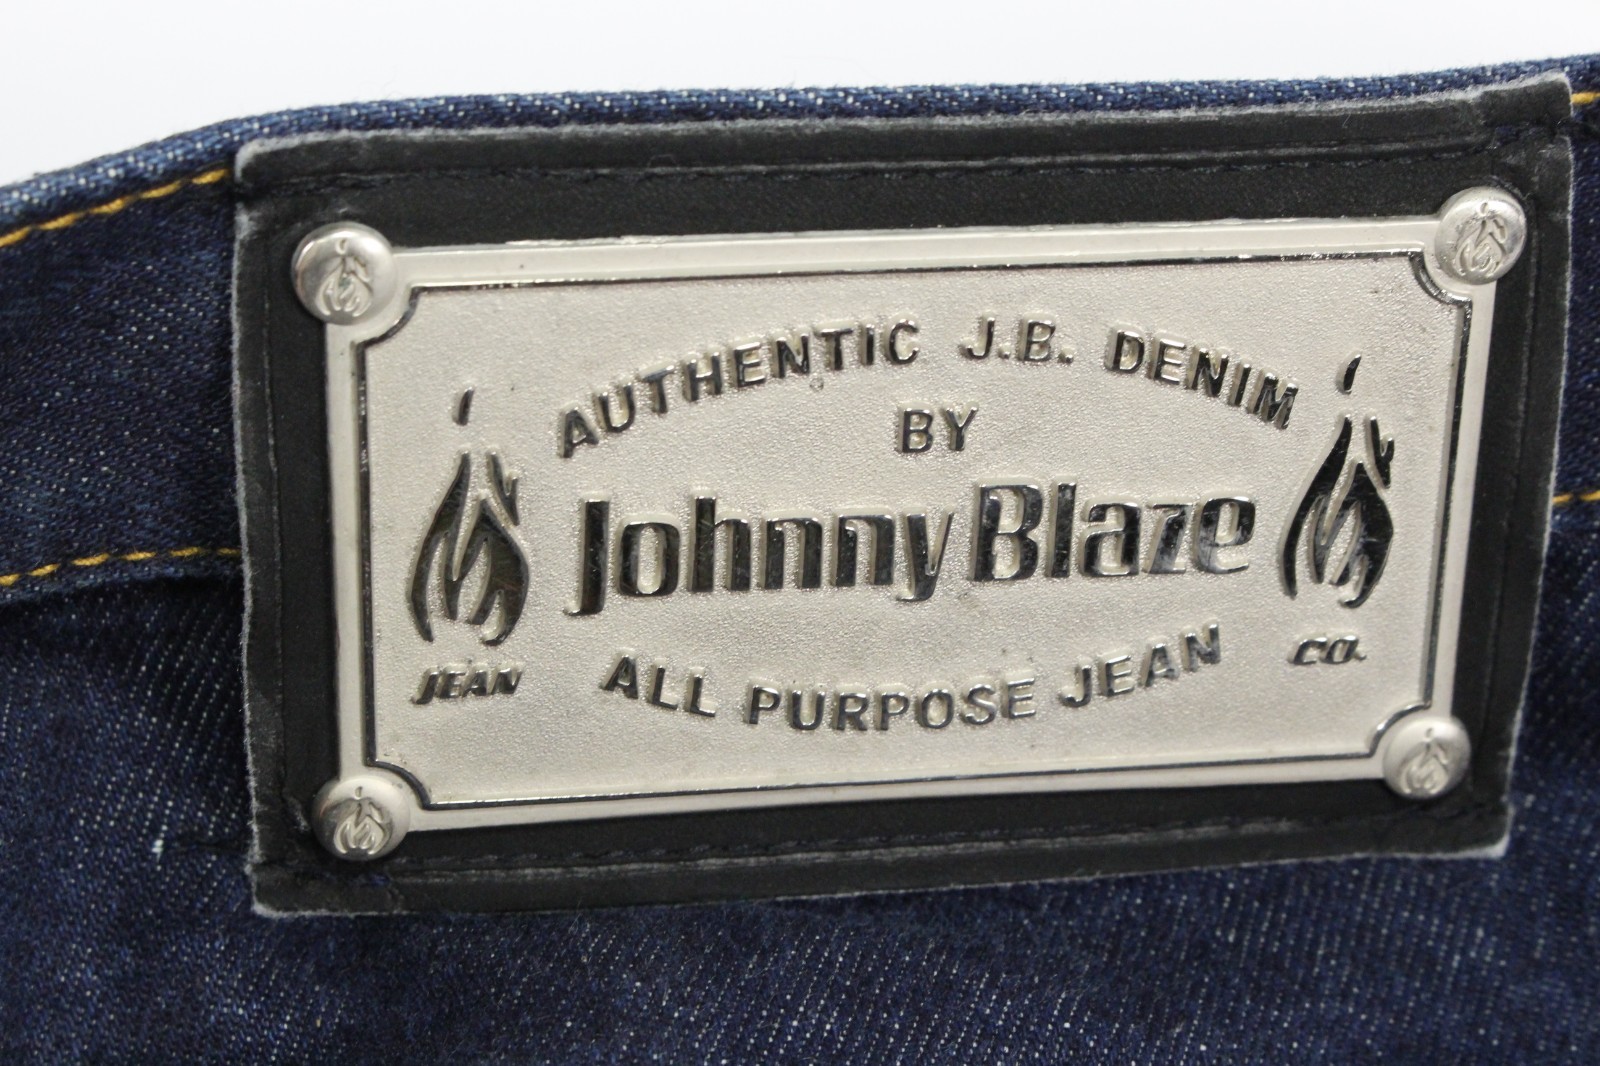 AUTHENTIC J.B. DENIM
BY
Johnny Blaze
JEAN CO.
ALL PURPOSE JEAN